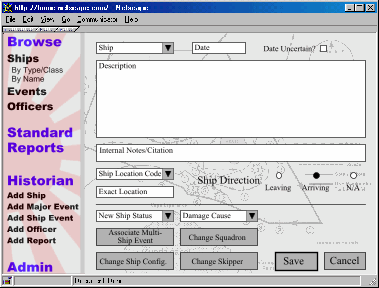 http://home.netscape.com/ Netscape
File Edit View Go Communicator Help
Browse
Ships
By Type/Class
By Name
Events
Officers
Standard
Reports
Historian
Add Ship
Add Major Event
Add Ship Event
Add Officer
Add Report
Admin
Ship
Date
Date Uncertain?
Description
Internal Notes/Citation
Ship Location Code
Exact Location
Ship Direction:
Leaving
Arriving
N/A
New Ship Status
Damage Cause
Associate Multi-
Ship Event
Change Squadron
Change Ship Config.
Change Skipper
Save
Cancel